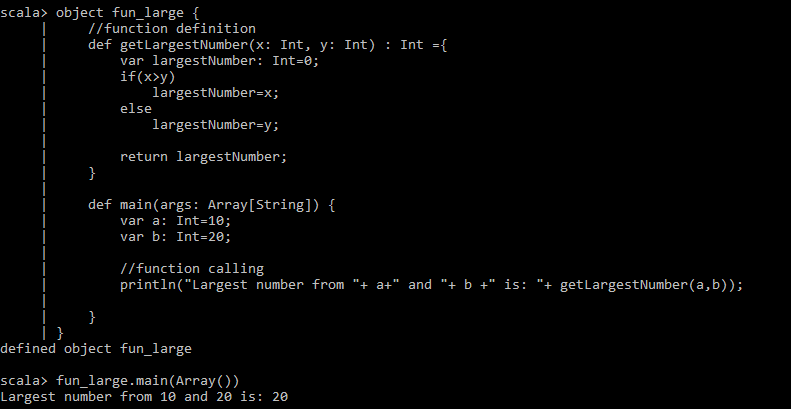 scala> object fun_large {
     |     //function definition
     |     def getLargestNumber(x: Int, y: Int) : Int ={
     |         var largestNumber: Int=0;
     |         if(x>y)
     |             largestNumber=x;
     |         else
     |             largestNumber=y;
     |
     |         return largestNumber;
     |     }
     |
     |     def main(args: Array[String]) {
     |         var a: Int=10;
     |         var b: Int=20;
     |
     |         //function calling
     |         println("Largest number from "+ a+" and "+ b +" is: "+ getLargestNumber(a,b));
     |
     |     }
     | }
defined object fun_large

scala> fun_large.main(Array())
Largest number from 10 and 20 is: 20